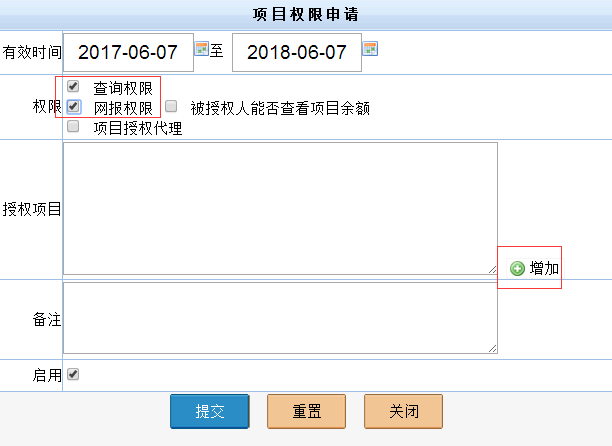 项目权限申请
有效时间 2017-06-07 至 2018-06-07
查询权限
权限 网报权限 被授权人能否查看项目余额
项目授权代理
授权项目
增加
备注
启用
提交 重置 关闭